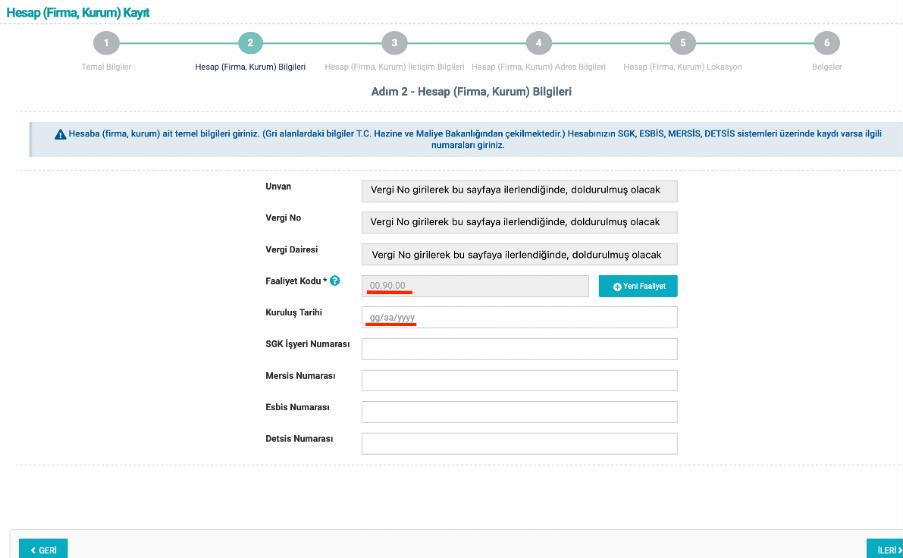 Hesap (Firma, Kurum) Kayıt
1 2 3 4 5 6
Temel Bilgiler Hesap (Firma, Kurum) Bilgileri Hesap (Firma, Kurum) İletişim Bilgileri Hesap (Firma, Kurum) Adres Bilgileri Hesap (Firma, Kurum) Lokasyon Belgeler
Adım 2 - Hesap (Firma, Kurum) Bilgileri
Hesaba (firma, kurum) ait temel bilgileri giriniz. (Gri alanlardaki bilgiler T.C. Hazine ve Maliye Bakanlığından çekilmektedir.) Hesabınızın SGK, ESBİS, MERSİS, DETSİS sistemleri üzerinde kaydı varsa ilgili
numaraları giriniz.
Unvan Vergi No girilerek bu sayfaya ilerlendiğinde, doldurulmuş olacak
Vergi No Vergi No girilerek bu sayfaya ilerlendiğinde, doldurulmuş olacak
Vergi Dairesi Vergi No girilerek bu sayfaya ilerlendiğinde, doldurulmuş olacak
Faaliyet Kodu * ? 00.90.00 Yeni Faaliyet
Kuruluş Tarihi gg/aa/yyyy
SGK İşyeri Numarası
Mersis Numarası
Esbis Numarası
Detsis Numarası
< GERİ İLERİ >